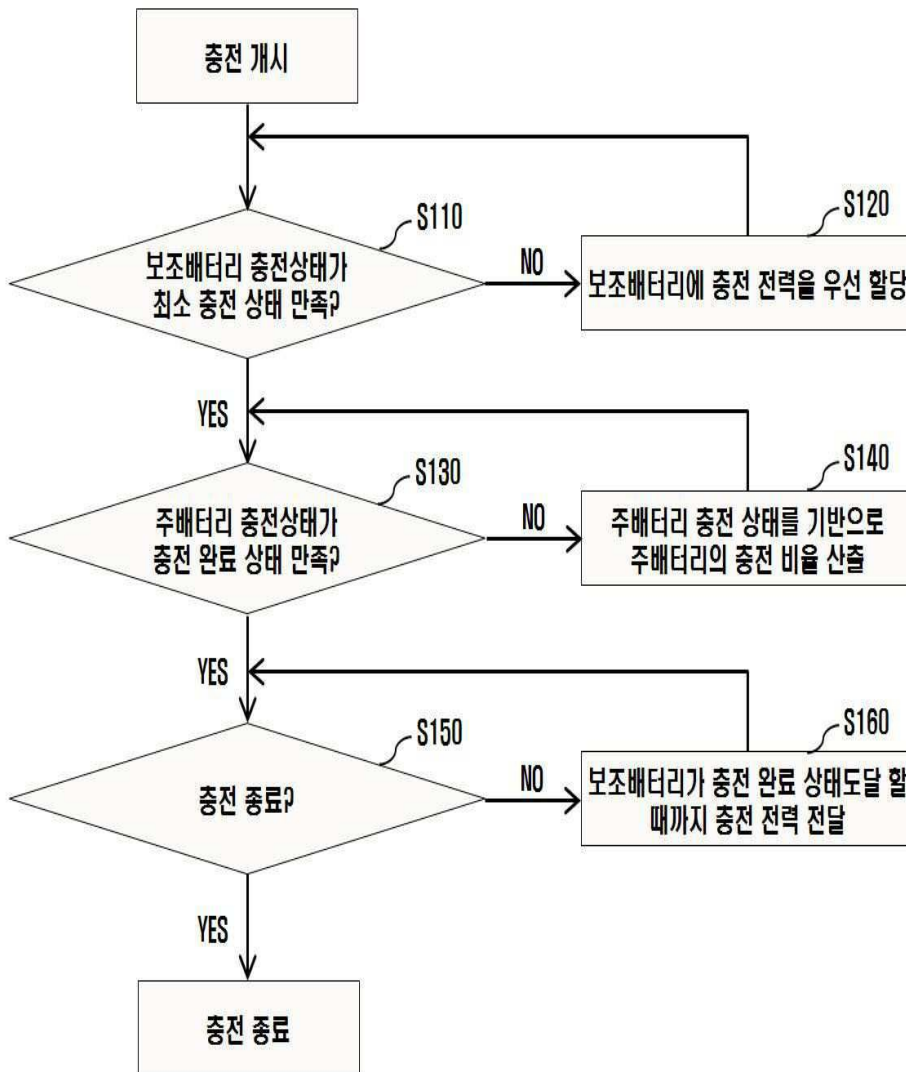 충전 개시
S110
보조배터리 충전상태가
최소 충전 상태 만족?
NO
S120
보조배터리에 충전 전력을 우선 할당
YES
S130
주배터리 충전상태가
충전 완료 상태 만족?
NO
S140
주배터리 충전 상태를 기반으로
주배터리의 충전 비율 산출
YES
S150
충전 종료?
NO
S160
보조배터리가 충전 완료 상태도달 할
때까지 충전 전력 전달
YES
충전 종료